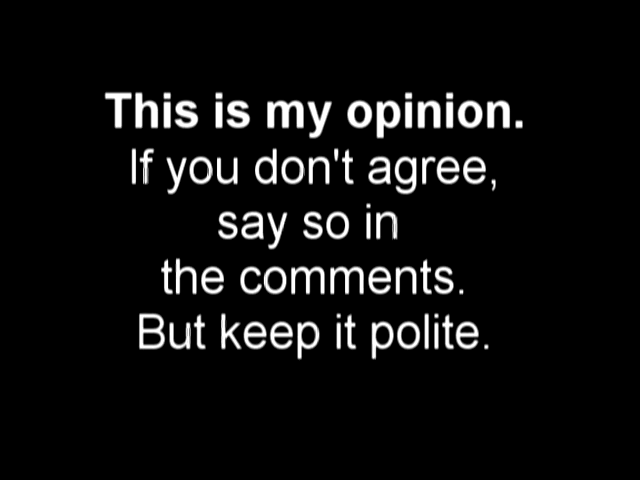 This is my opinion.
If you don't agree,
say so in
the comments.
But keep it polite.